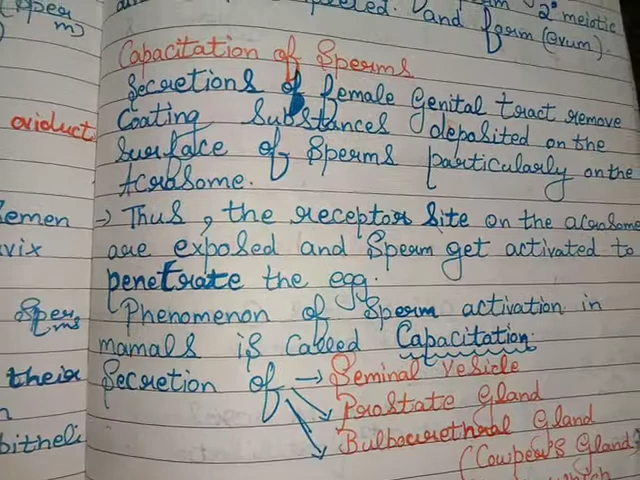 2° meiotic
and form (ovum).
Capacitation of Sperms
Secretions of female genital tract remove
Coating Substances deposited on the
surface of Sperms particularly on the
Acrosome.
→ Thus, the receptor site on the acrosome
are exposed and Sperm get activated to
penetrate the egg.
Phenomenon of Sperm activation in
mamals is Called Capacitation.
Secretion of → Seminal Vesicle
Prostate Gland
Bulbourethral Gland
(Cowper's Gland)
oviduct
Semen
vix
Sperms
their